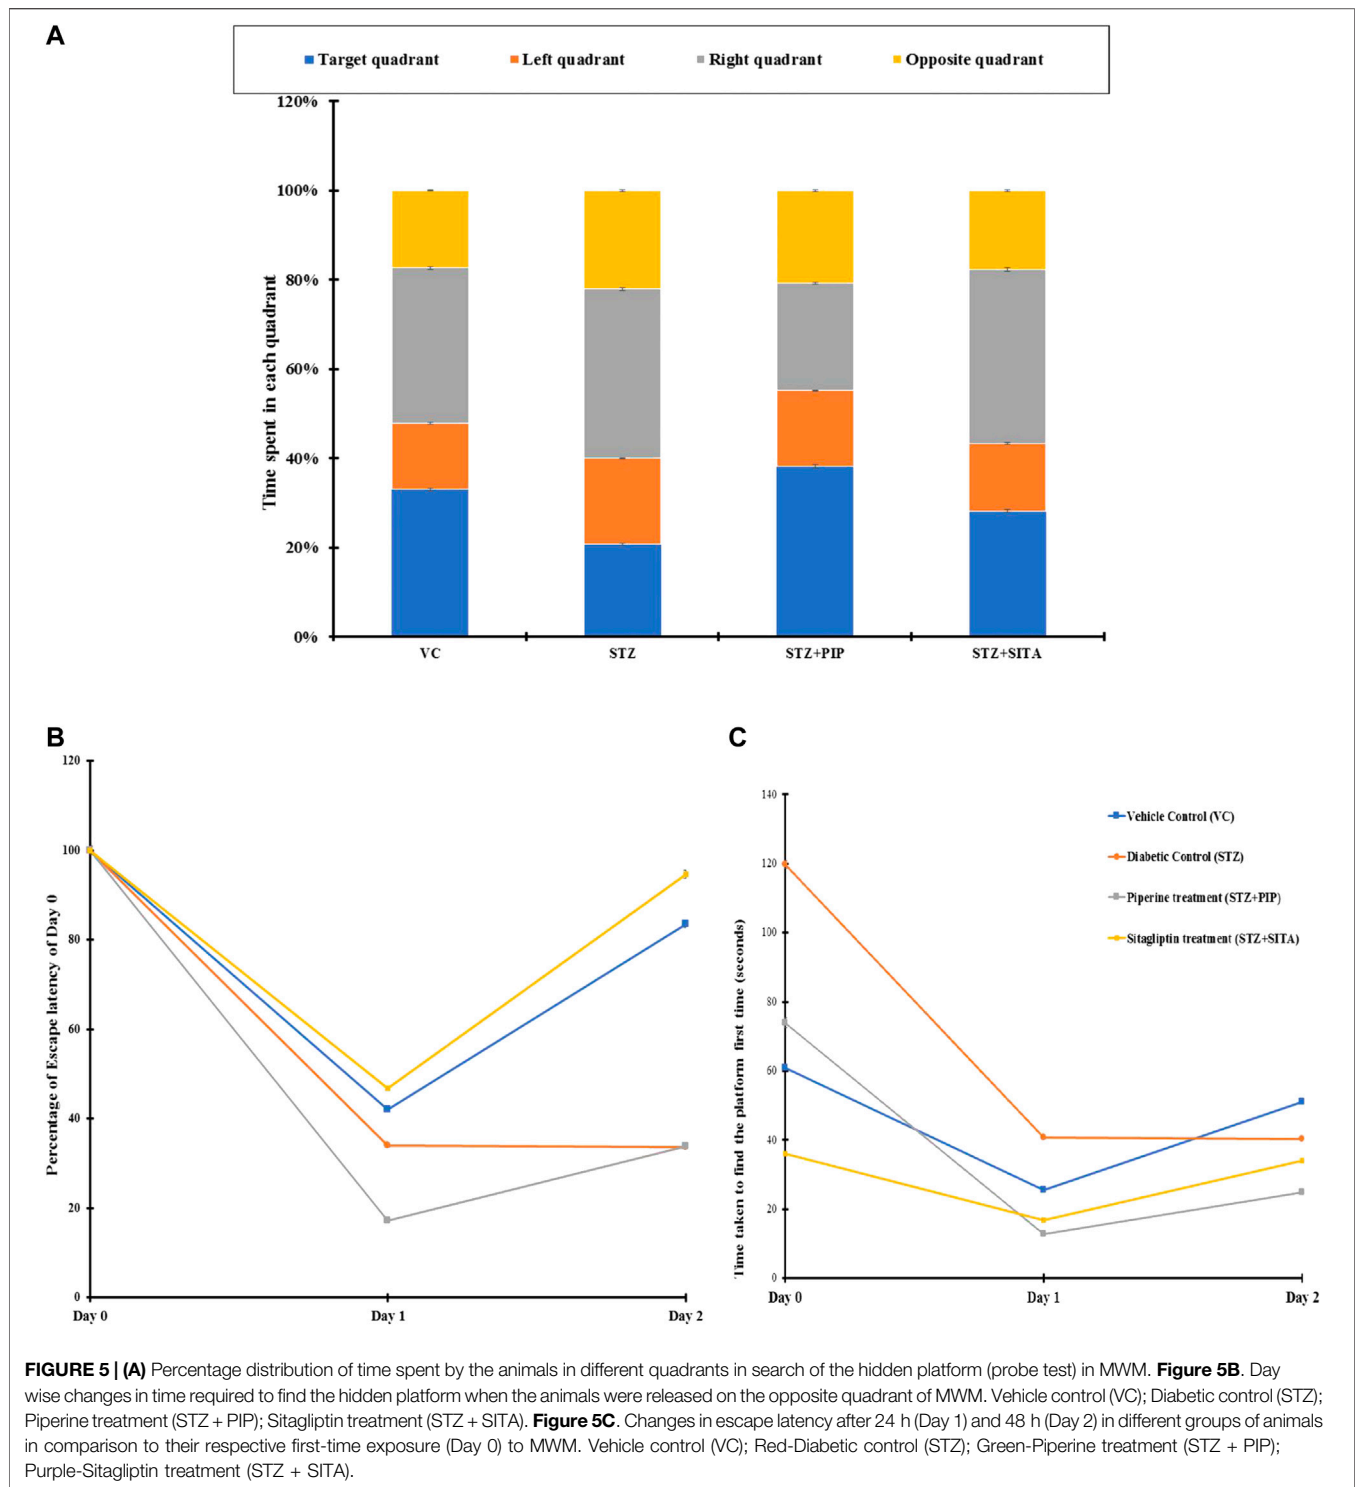 A
Target quadrant Left quadrant Right quadrant Opposite quadrant
Time spent in each quadrant
120%
100%
80%
60%
40%
20%
0%
VC STZ STZ+PIP STZ+SITA
B
Percentage of Escape latency of Day 0
120
100
80
60
40
20
0
Day 0 Day 1 Day 2
C
Time taken to find the platform first time (seconds)
140
120
100
80
60
40
20
0
Day 0 Day 1 Day 2
Vehicle Control (VC)
Diabetic Control (STZ)
Piperine treatment (STZ+PIP)
Sitagliptin treatment (STZ+SITA)
FIGURE 5 | (A) Percentage distribution of time spent by the animals in different quadrants in search of the hidden platform (probe test) in MWM. Figure 5B. Day
wise changes in time required to find the hidden platform when the animals were released on the opposite quadrant of MWM. Vehicle control (VC); Diabetic control (STZ);
Piperine treatment (STZ + PIP); Sitagliptin treatment (STZ + SITA). Figure 5C. Changes in escape latency after 24 h (Day 1) and 48 h (Day 2) in different groups of animals
in comparison to their respective first-time exposure (Day 0) to MWM. Vehicle control (VC); Red-Diabetic control (STZ); Green-Piperine treatment (STZ + PIP);
Purple-Sitagliptin treatment (STZ + SITA).